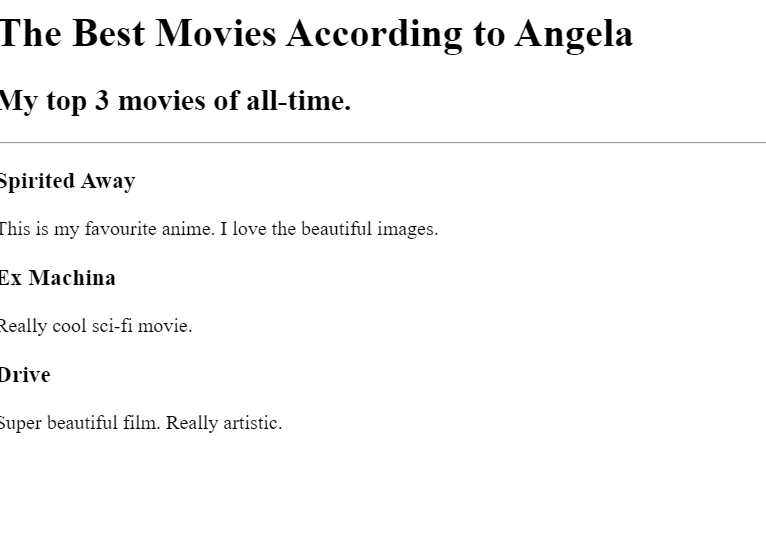 The Best Movies According to Angela
My top 3 movies of all-time.
Spirited Away
This is my favourite anime. I love the beautiful images.
Ex Machina
Really cool sci-fi movie.
Drive
Super beautiful film. Really artistic.